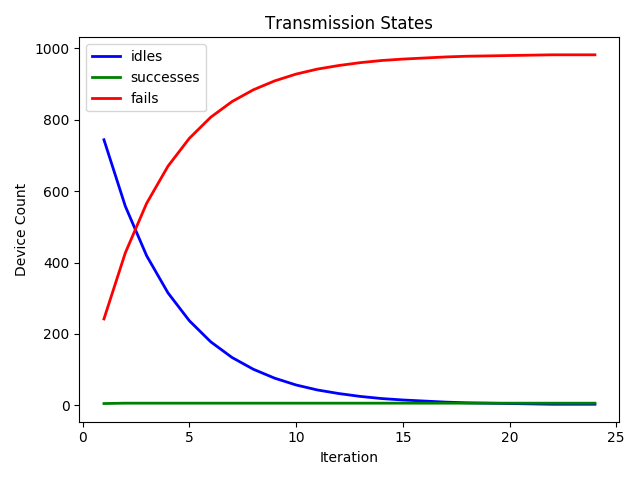 Transmission States
idles
successes
fails
Device Count
1000
800
600
400
200
0
0 5 10 15 20 25
Iteration